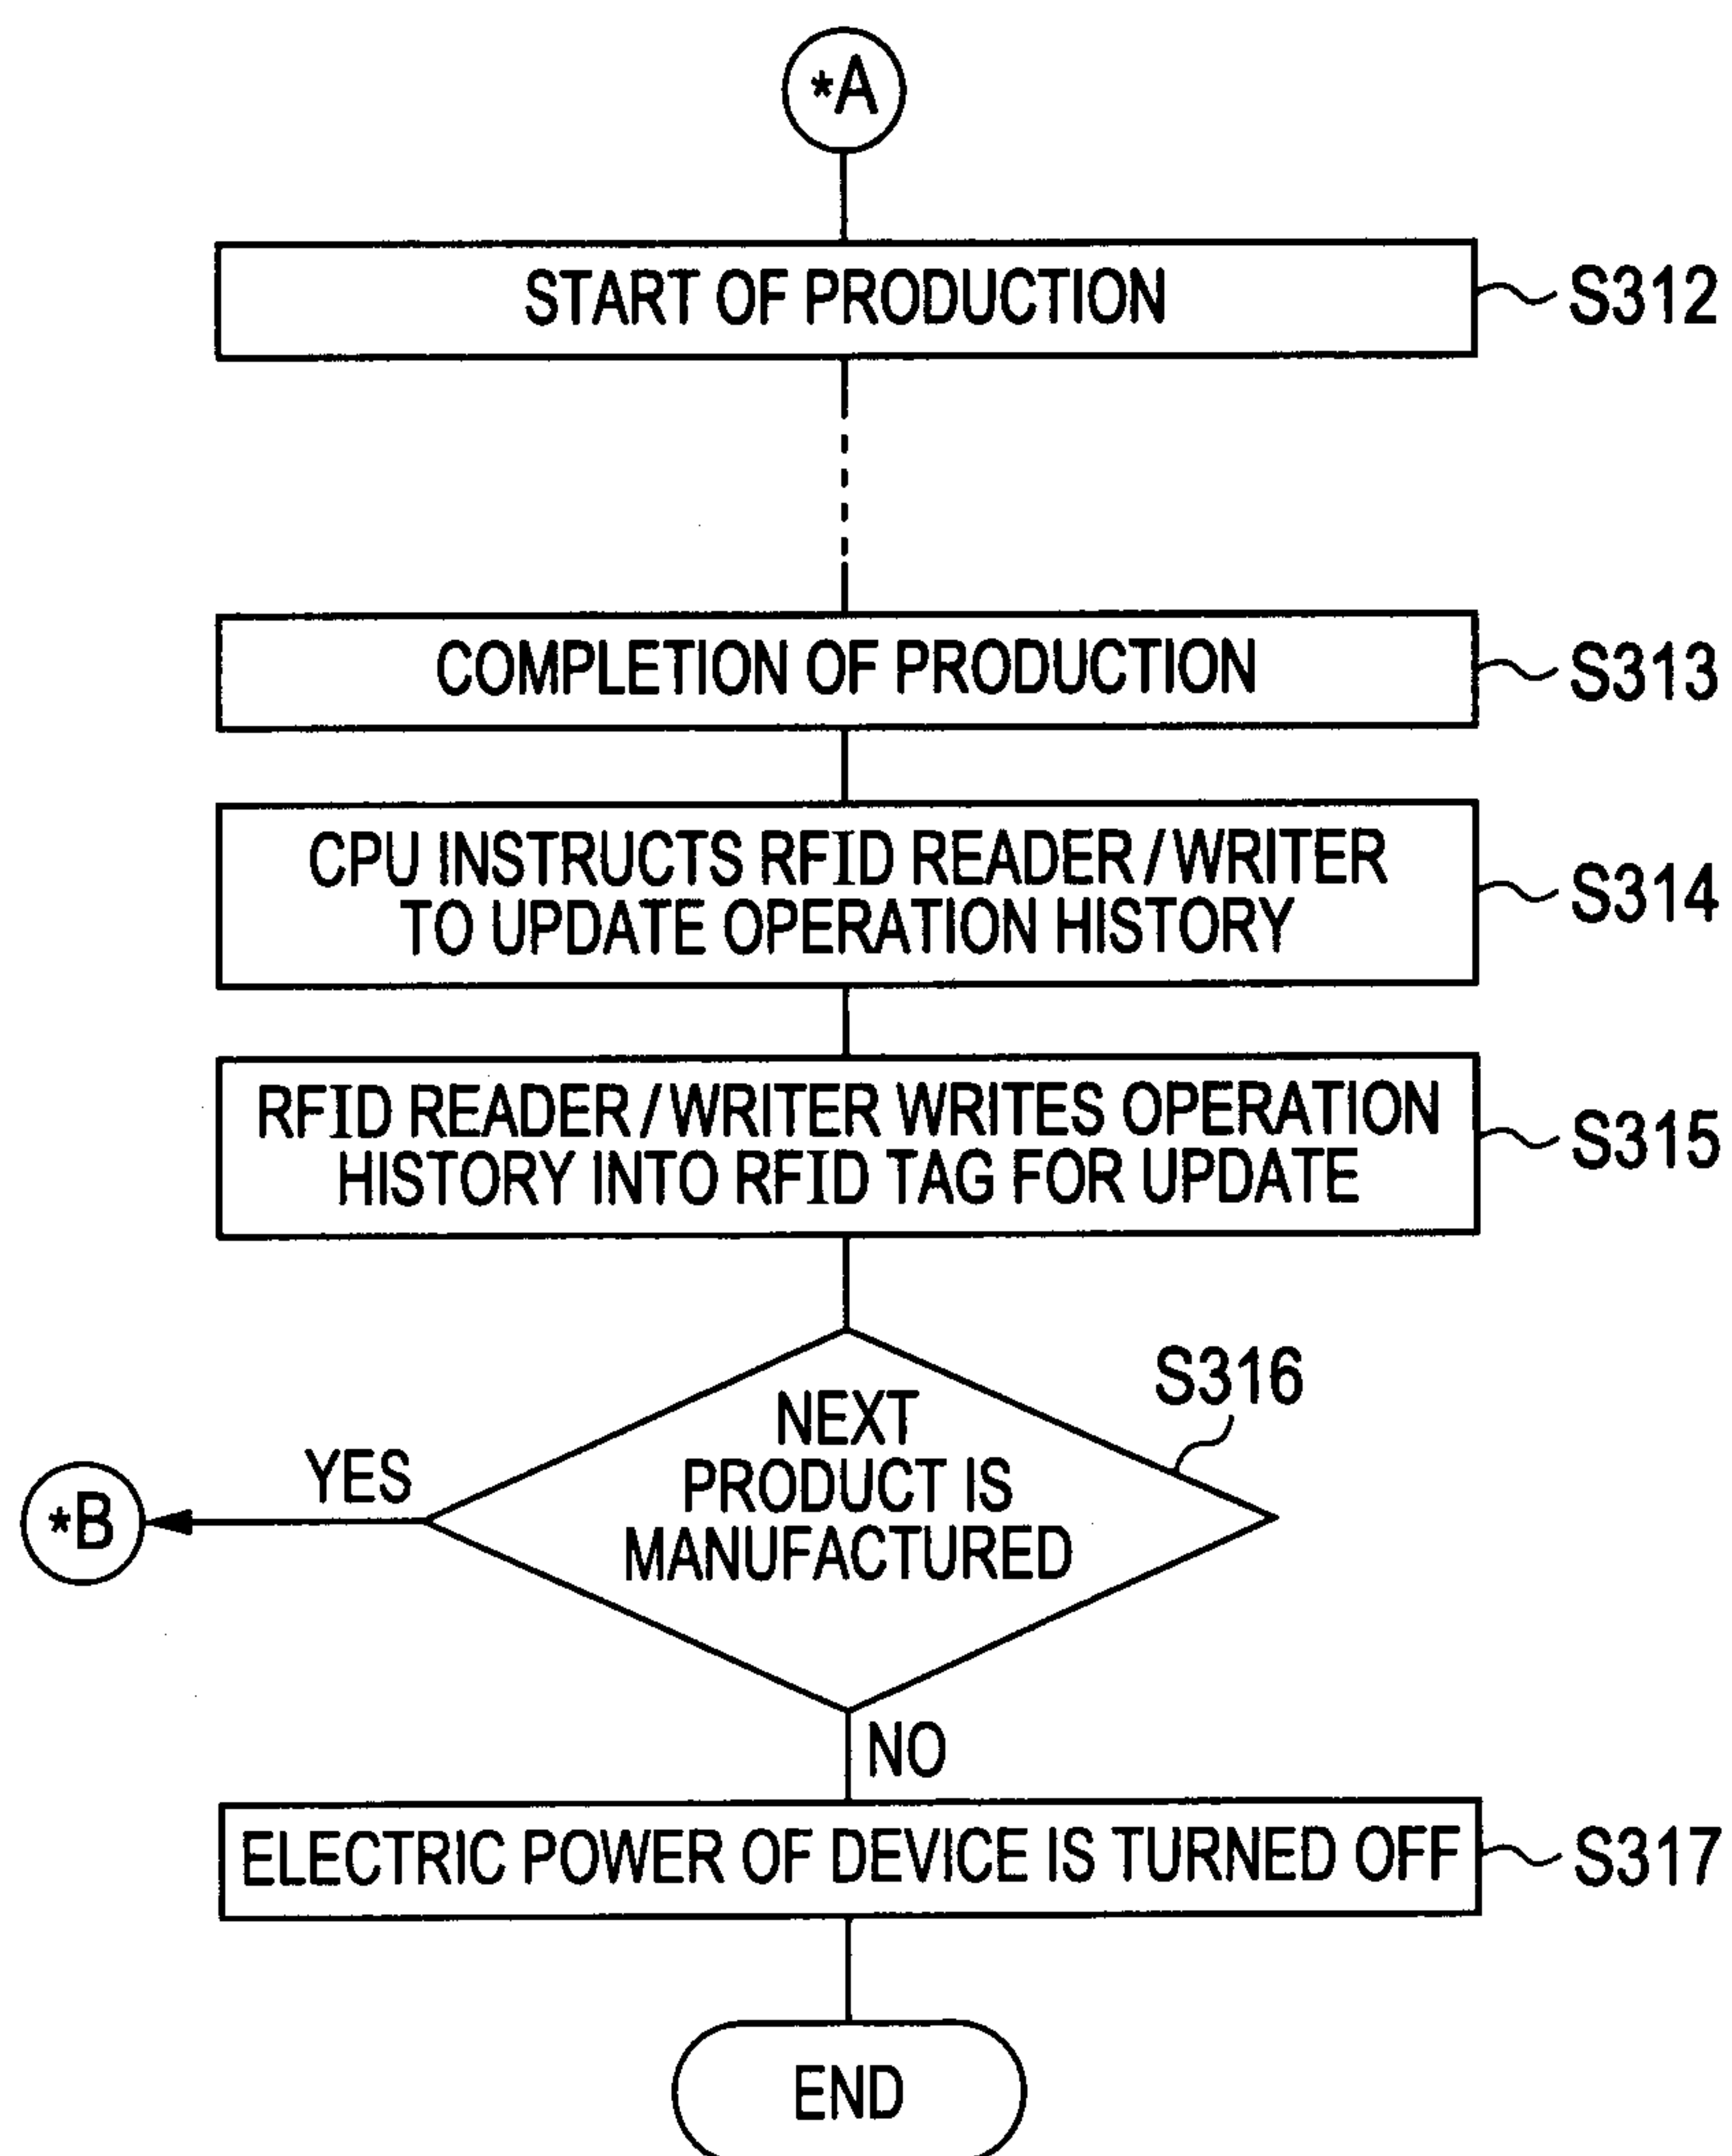 *A
START OF PRODUCTION
S312
COMPLETION OF PRODUCTION
S313
CPU INSTRUCTS RFID READER/WRITER
TO UPDATE OPERATION HISTORY
S314
RFID READER/WRITER WRITES OPERATION
HISTORY INTO RFID TAG FOR UPDATE
S315
S316
NEXT
PRODUCT IS
MANUFACTURED
YES
*B
NO
ELECTRIC POWER OF DEVICE IS TURNED OFF
S317
END